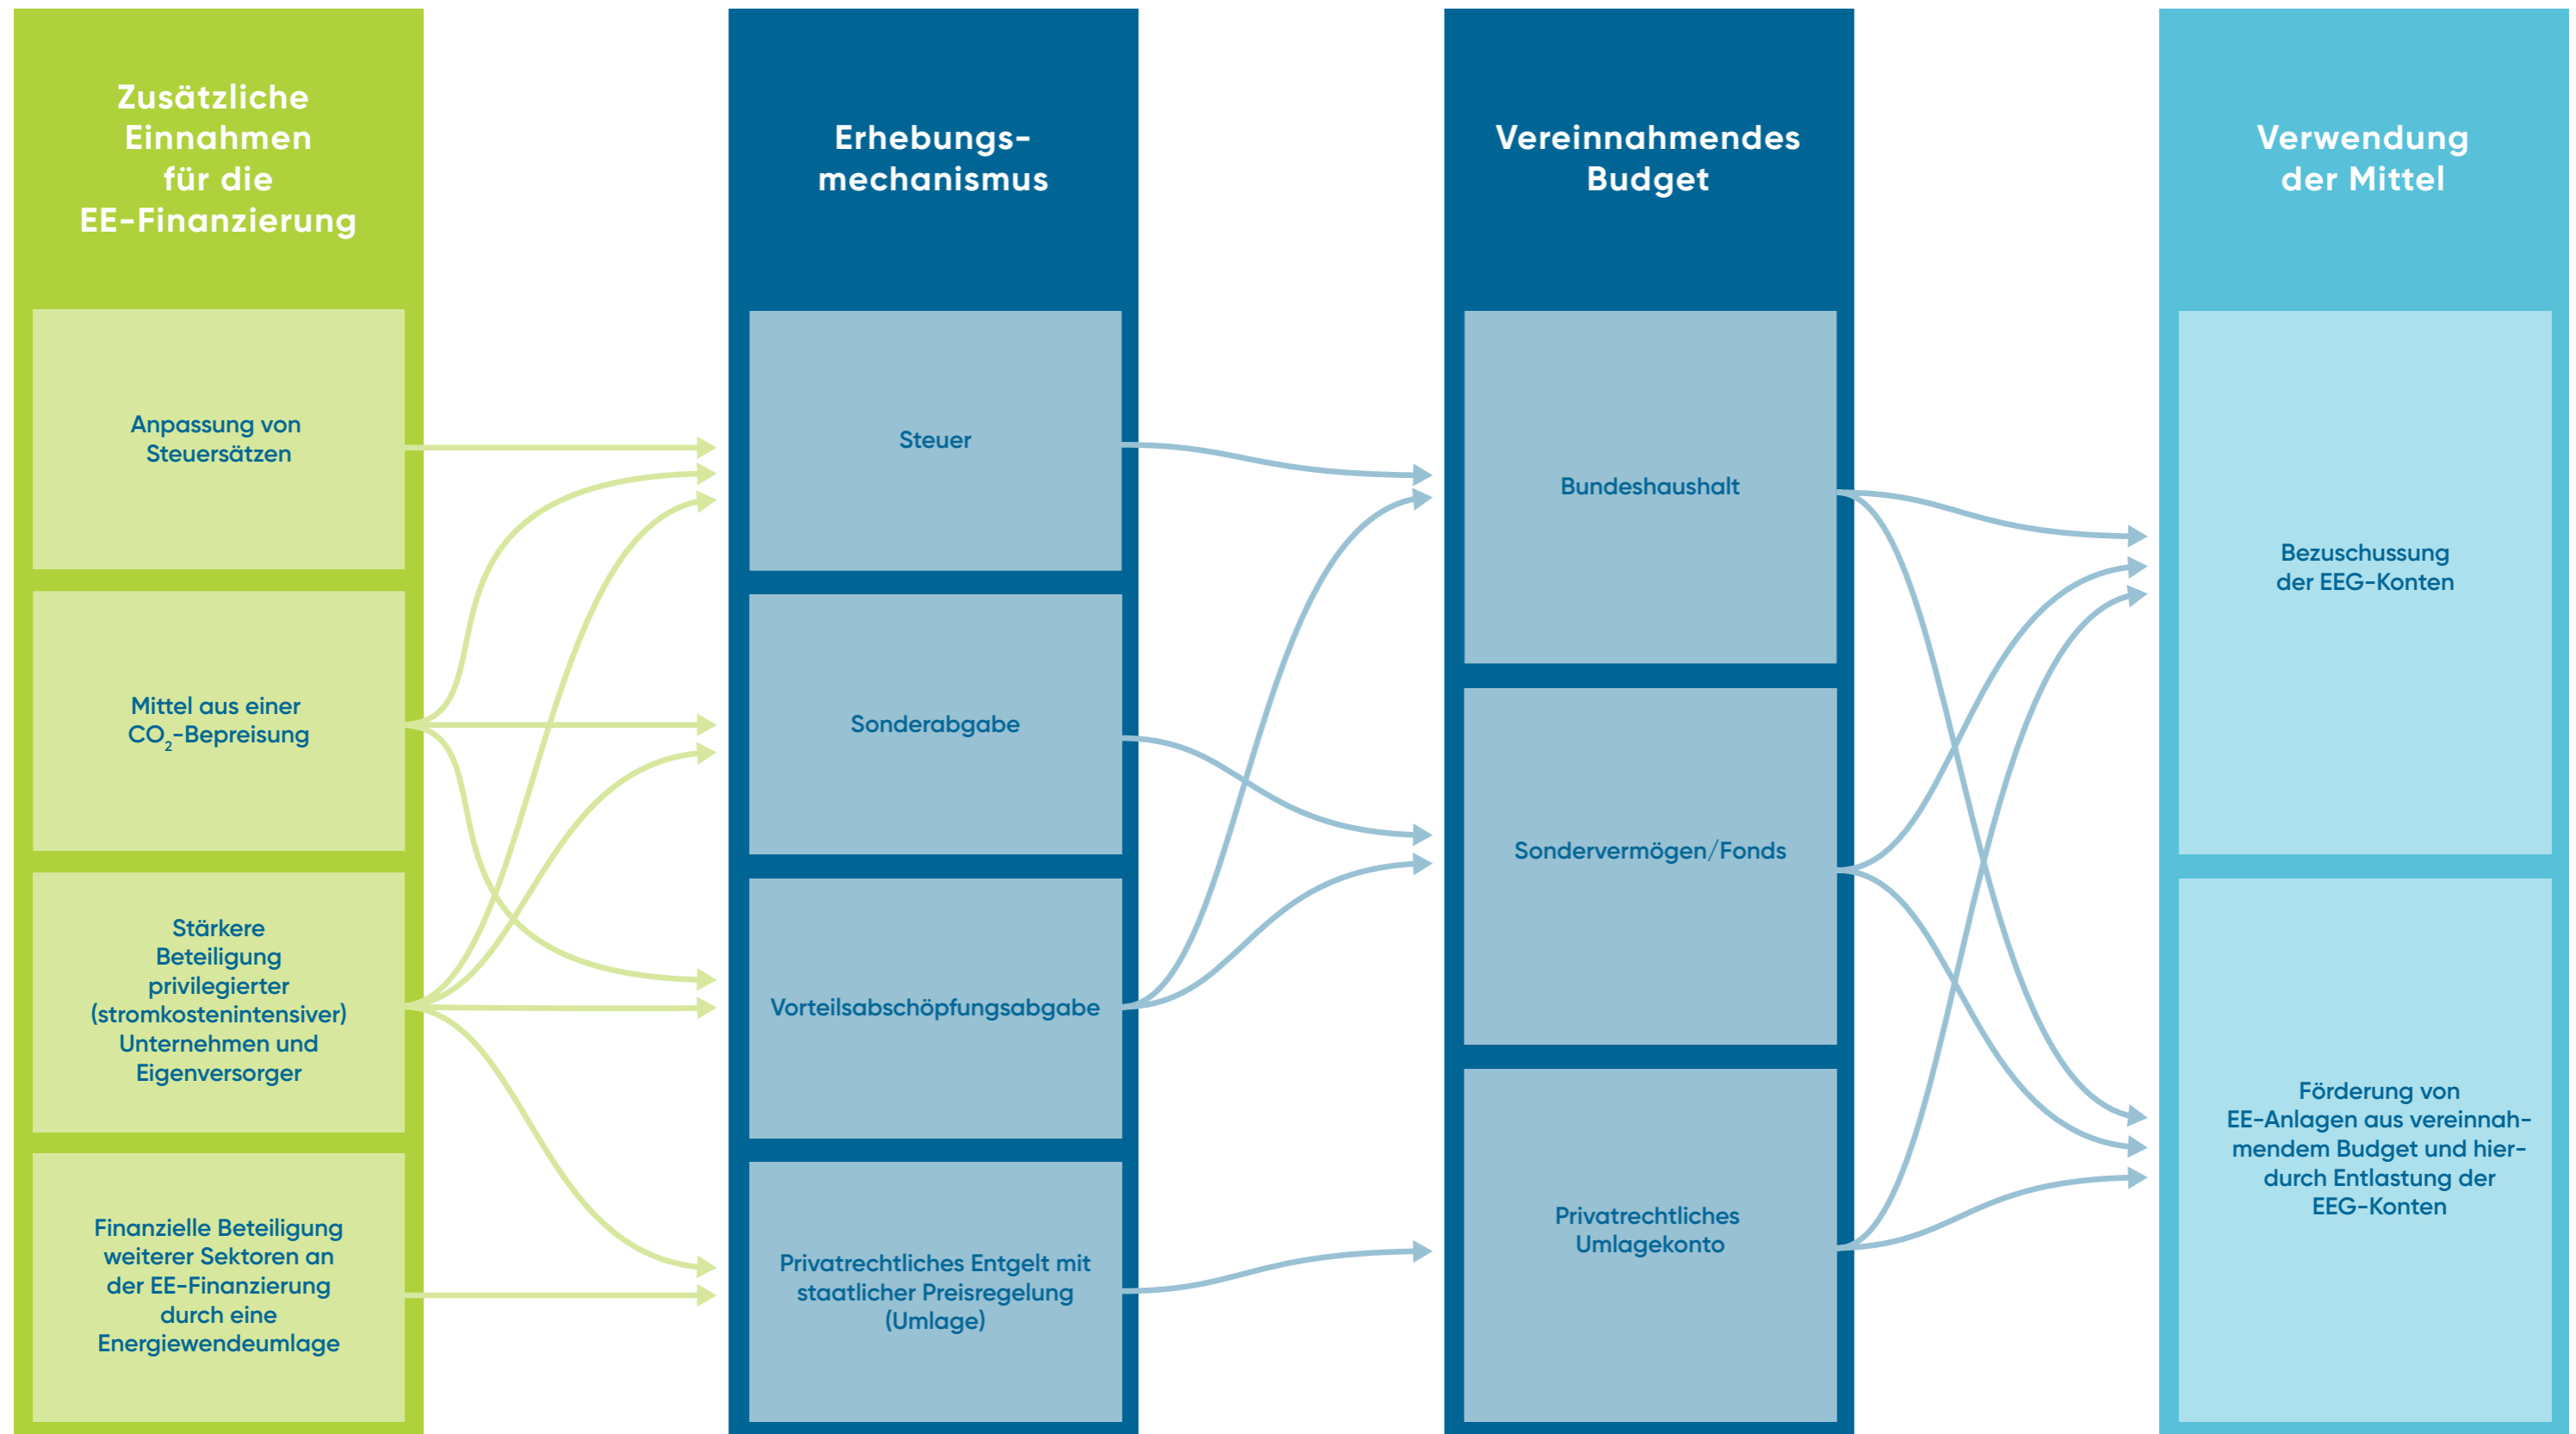 Zusätzliche
Einnahmen
für die
EE-Finanzierung
Anpassung von
Steuersätzen
Mittel aus einer
CO₂-Bepreisung
Stärkere
Beteiligung
privilegierter
(stromkostenintensiver)
Unternehmen und
Eigenversorger
Finanzielle Beteiligung
weiterer Sektoren an
der EE-Finanzierung
durch eine
Energiewendeumlage
Erhebungs-
mechanismus
Steuer
Sonderabgabe
Vorteilsabschöpfungsabgabe
Privatrechtliches Entgelt mit
staatlicher Preisregelung
(Umlage)
Vereinnahmendes
Budget
Bundeshaushalt
Sondervermögen/Fonds
Privatrechtliches
Umlagekonto
Verwendung
der Mittel
Bezuschussung
der EEG-Konten
Förderung von
EE-Anlagen aus vereinnah-
mendem Budget und hier-
durch Entlastung der
EEG-Konten